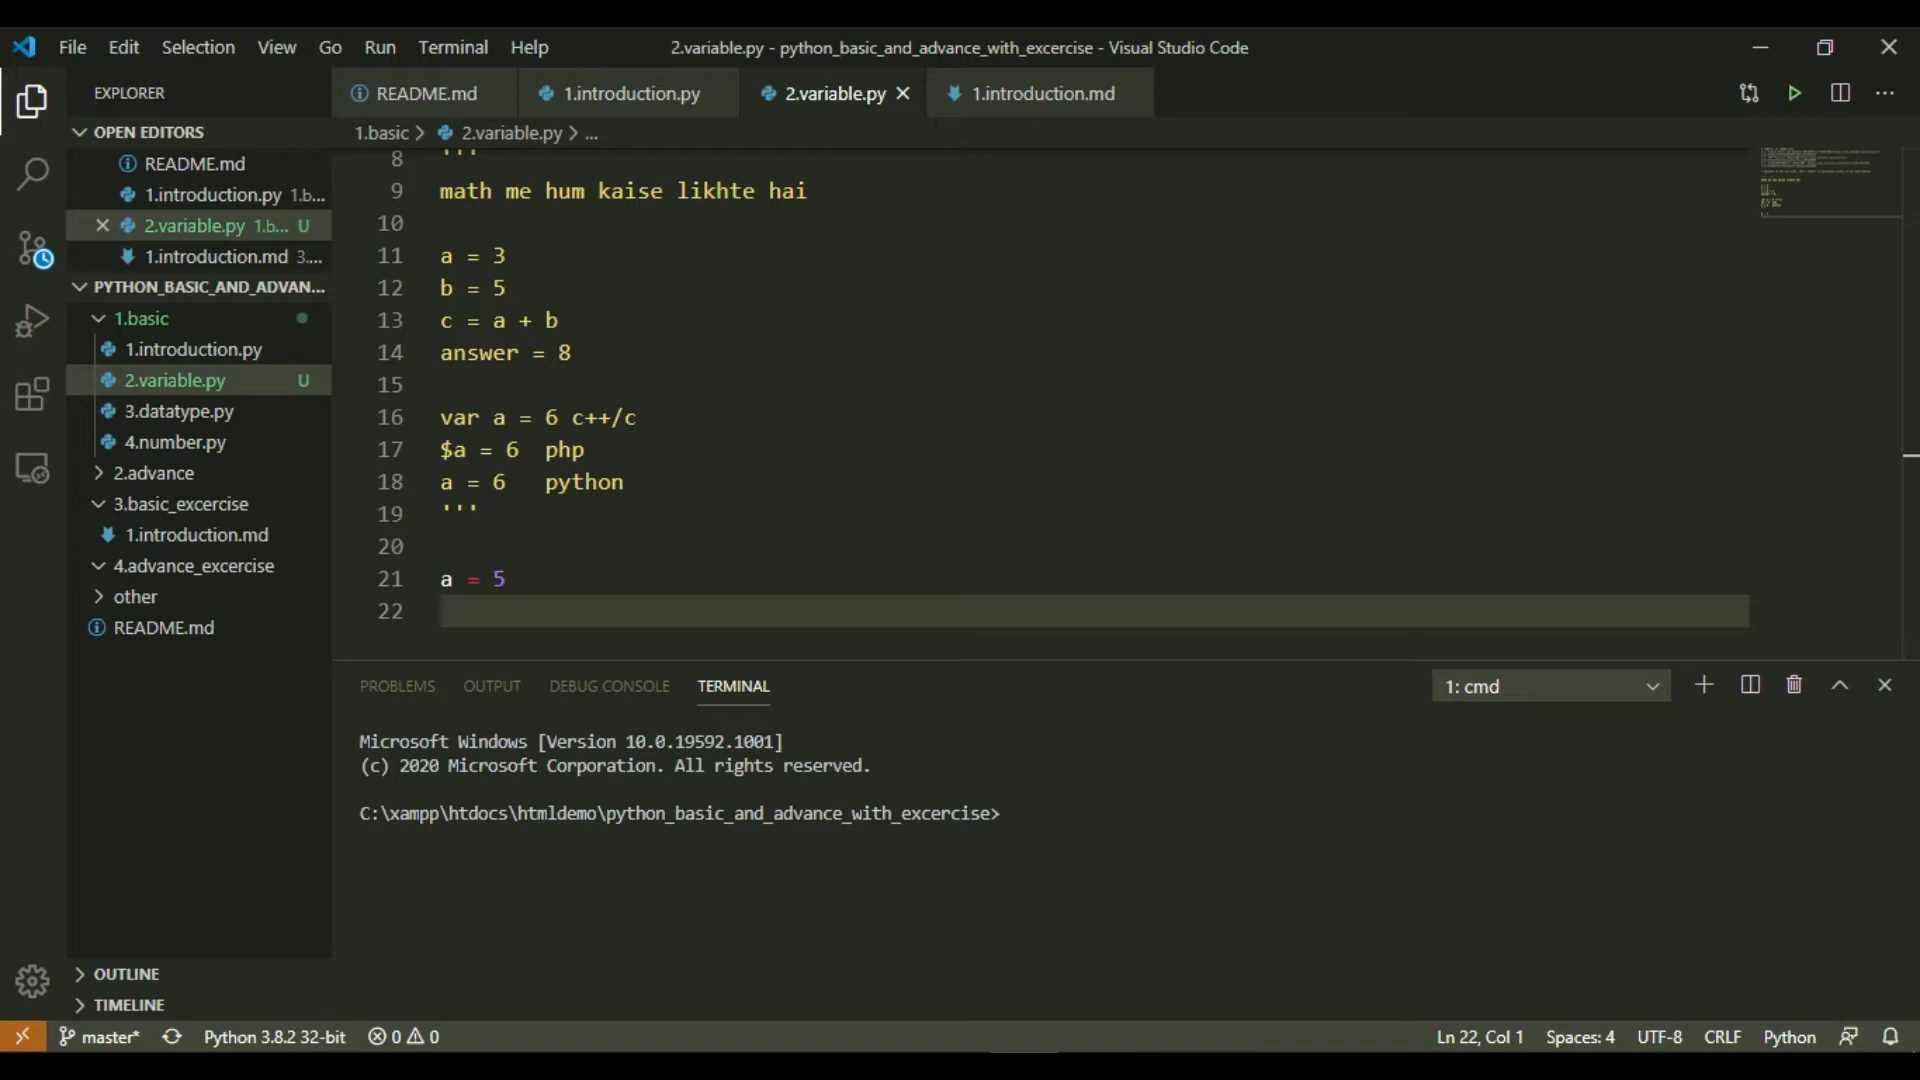 File Edit Selection View Go Run Terminal Help
2.variable.py - python_basic_and_advance_with_excercise - Visual Studio Code
EXPLORER
README.md
1.introduction.py
2.variable.py
1.introduction.md
OPEN EDITORS
README.md
1.introduction.py 1.b...
2.variable.py 1.b... U
1.introduction.md 3....
PYTHON_BASIC_AND_ADVAN...
1.basic
1.introduction.py
2.variable.py U
3.datatype.py
4.number.py
2.advance
3.basic_excercise
1.introduction.md
4.advance_excercise
other
README.md
OUTLINE
TIMELINE
1.basic > 2.variable.py > ...
8 '''
9 math me hum kaise likhte hai
10
11 a = 3
12 b = 5
13 c = a + b
14 answer = 8
15
16 var a = 6 c++/c
17 $a = 6  php
18 a = 6   python
19 '''
20
21 a = 5
22
PROBLEMS OUTPUT DEBUG CONSOLE TERMINAL
1: cmd
Microsoft Windows [Version 10.0.19592.1001]
(c) 2020 Microsoft Corporation. All rights reserved.
C:\xampp\htdocs\htmldemo\python_basic_and_advance_with_excercise>
master* Python 3.8.2 32-bit 0 0
Ln 22, Col 1 Spaces: 4 UTF-8 CRLF Python